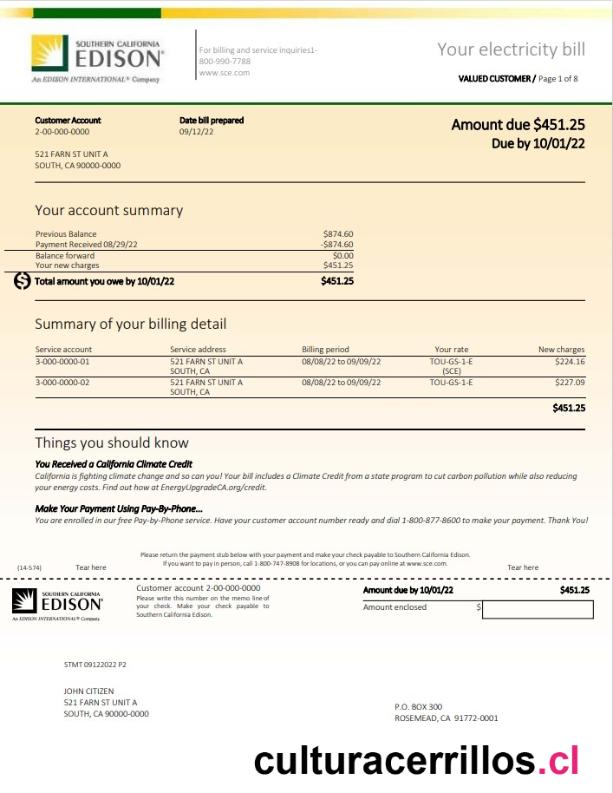 SOUTHERN CALIFORNIA
EDISON
An EDISON INTERNATIONAL® Company
For billing and service inquiries1-
800-990-7788
www.sce.com
Your electricity bill
VALUED CUSTOMER / Page 1 of 8
Customer Account
2-00-000-0000
Date bill prepared
09/12/22
Amount due $451.25
Due by 10/01/22
521 FARN ST UNIT A
SOUTH, CA 90000-0000
Your account summary
Previous Balance $874.60
Payment Received 08/29/22 -$874.60
Balance forward $0.00
Your new charges $451.25
Total amount you owe by 10/01/22 $451.25
Summary of your billing detail
Service account Service address Billing period Your rate New charges
3-000-0000-01 521 FARN ST UNIT A 08/08/22 to 09/09/22 TOU-GS-1-E $224.16
SOUTH, CA (SCE)
3-000-0000-02 521 FARN ST UNIT A 08/08/22 to 09/09/22 TOU-GS-1-E $227.09
SOUTH, CA
$451.25
Things you should know
You Received a California Climate Credit
California is fighting climate change and so can you! Your bill includes a Climate Credit from a state program to cut carbon pollution while also reducing
your energy costs. Find out how at EnergyUpgradeCA.org/credit.
Make Your Payment Using Pay-By-Phone...
You are enrolled in our free Pay-by-Phone service. Have your customer account number ready and dial 1-800-877-8600 to make your payment. Thank You!
Please return the payment stub below with your payment and make your check payable to Southern California Edison.
(14-574) Tear here If you want to pay in person, call 1-800-747-8908 for locations, or you can pay online at www.sce.com. Tear here
SOUTHERN CALIFORNIA
EDISON
An EDISON INTERNATIONAL® Company
Customer account 2-00-000-0000
Please write this number on the memo line of
your check. Make your check payable to
Southern California Edison.
Amount due by 10/01/22 $451.25
Amount enclosed $
STMT 09122022 P2
JOHN CITIZEN
521 FARN ST UNIT A
SOUTH, CA 90000-0000
P.O. BOX 300
ROSEMEAD, CA 91772-0001
culturacerrillos.cl